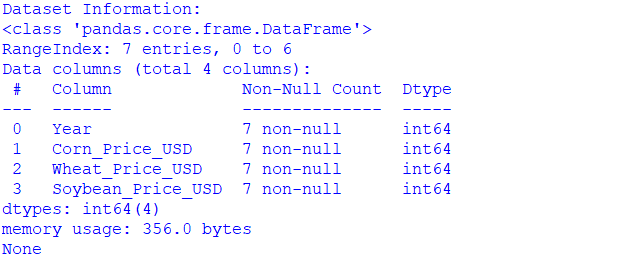 Dataset Information:
<class 'pandas.core.frame.DataFrame'>
RangeIndex: 7 entries, 0 to 6
Data columns (total 4 columns):
 #   Column             Non-Null Count  Dtype
---  ------             --------------  -----
 0   Year               7 non-null      int64
 1   Corn_Price_USD     7 non-null      int64
 2   Wheat_Price_USD    7 non-null      int64
 3   Soybean_Price_USD  7 non-null      int64
dtypes: int64(4)
memory usage: 356.0 bytes
None